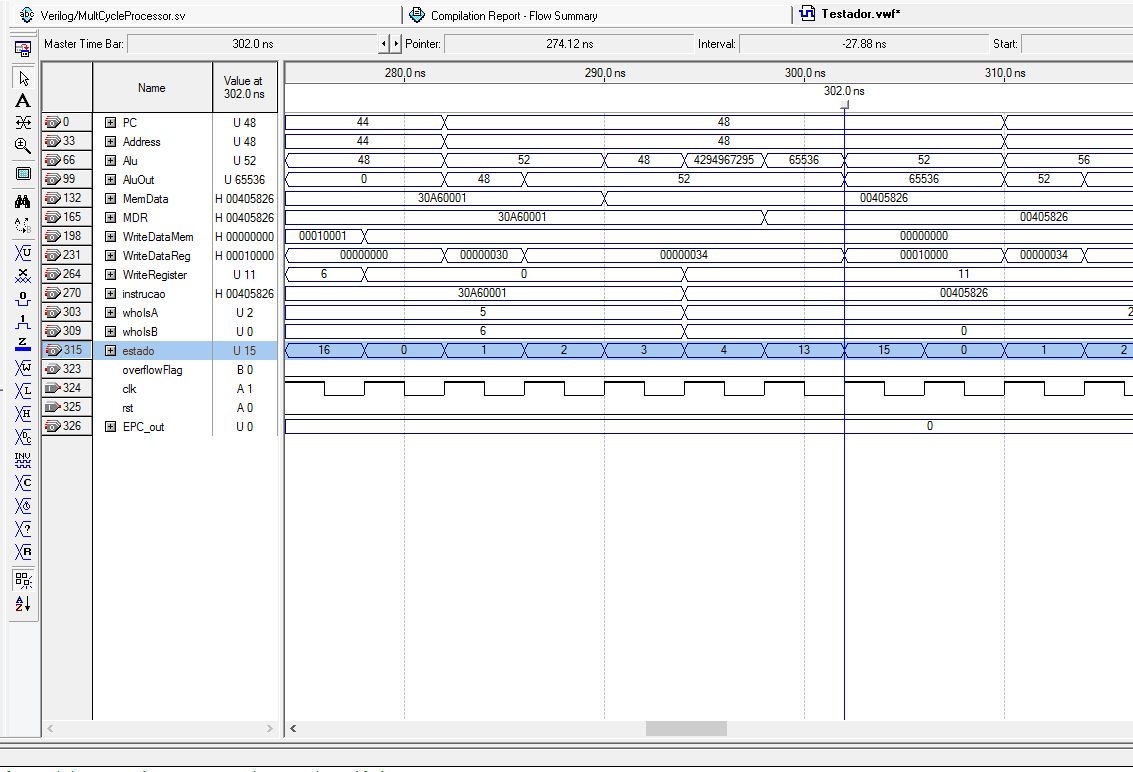 Verilog/MultCycleProcessor.sv Compilation Report - Flow Summary Testador.vwf*
Master Time Bar: 302.0 ns Pointer: 274.12 ns Interval: -27.88 ns Start:
Name Value at 302.0 ns 280.0 ns 290.0 ns 300.0 ns 310.0 ns
302.0 ns
0 PC U 48 44 48
33 Address U 48 44 48
66 Alu U 52 48 52 48 4294967295 65536 52 56
99 AluOut U 65536 0 48 52 65536 52
132 MemData H 00405826 30A60001 00405826
165 MDR H 00405826 30A60001 00405826
198 WriteDataMem H 00000000 00010001 00000000
231 WriteDataReg H 00010000 00000000 00000030 00000034 00010000 00000034
264 WriteRegister U 11 6 0 11
270 instrucao H 00405826 30A60001 00405826
303 whoIsA U 2 5 2
309 whoIsB U 0 6 0
315 estado U 15 16 0 1 2 3 4 13 15 0 1 2
323 overflowFlag B 0
324 clk A 1
325 rst A 0
326 EPC_out U 0 0